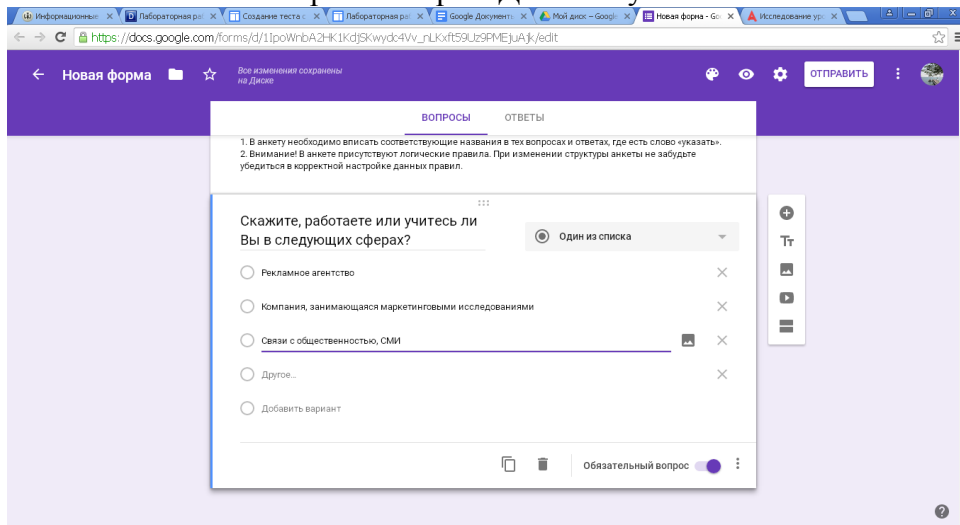 Информационные
Лабораторная раб
Создание теста с
Лабораторная раб
Google Документы
Мой диск – Google
Новая форма - Goo
Исследование уро
https://docs.google.com/forms/d/1IpoWnbA2HK1KdjSKwydc4Vv_nLKxft59Uz9PMEjuAjk/edit
Новая форма
Все изменения сохранены
на Диске
ОТПРАВИТЬ
ВОПРОСЫ ОТВЕТЫ
1. В анкету необходимо вписать соответствующие названия в тех вопросах и ответах, где есть слово «указать».
2. Внимание! В анкете присутствуют логические правила. При изменении структуры анкеты не забудьте
убедиться в корректной настройке данных правил.
Скажите, работаете или учитесь ли
Вы в следующих сферах?
Один из списка
Рекламное агентство
Компания, занимающаяся маркетинговыми исследованиями
Связи с общественностью, СМИ
Другое...
Добавить вариант
Обязательный вопрос